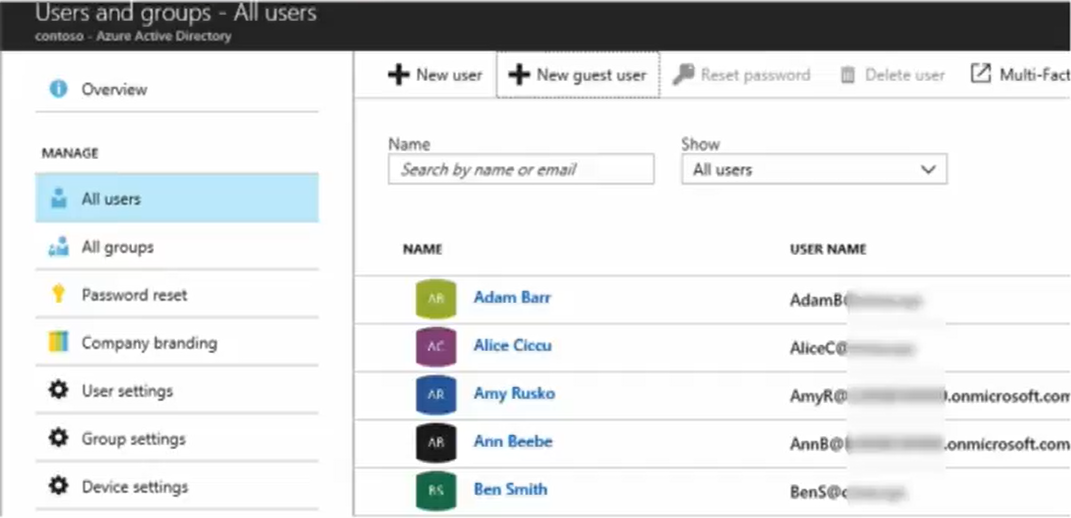 Users and groups - All users
contoso - Azure Active Directory
Overview
MANAGE
All users
All groups
Password reset
Company branding
User settings
Group settings
Device settings
New user
New guest user
Reset password
Delete user
Multi-Fact
Name
Show
Search by name or email
All users
NAME
USER NAME
AB
Adam Barr
AdamB@
AC
Alice Ciccu
AliceC@
AR
Amy Rusko
AmyR@ .onmicrosoft.com
AB
Ann Beebe
AnnB@ .onmicrosoft.com
BS
Ben Smith
BenS@c